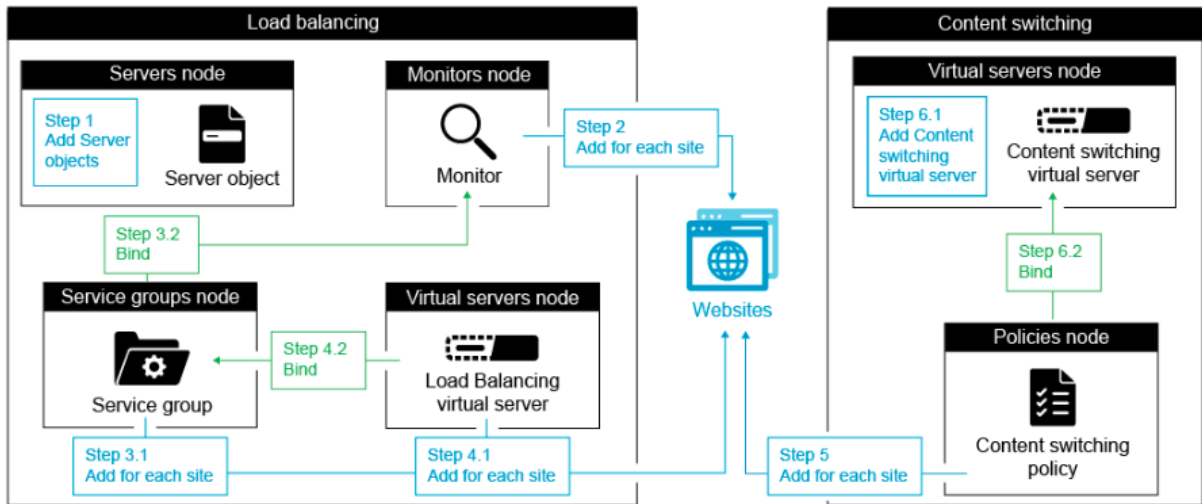 Load balancing
Servers node
Step 1
Add Server
objects
Server object
Monitors node
Monitor
Step 2
Add for each site
Step 3.2
Bind
Service groups node
Service group
Step 4.2
Bind
Virtual servers node
Load Balancing
virtual server
Step 3.1
Add for each site
Step 4.1
Add for each site
Websites
Content switching
Virtual servers node
Step 6.1
Add Content
switching
virtual server
Content switching
virtual server
Step 6.2
Bind
Policies node
Content switching
policy
Step 5
Add for each site